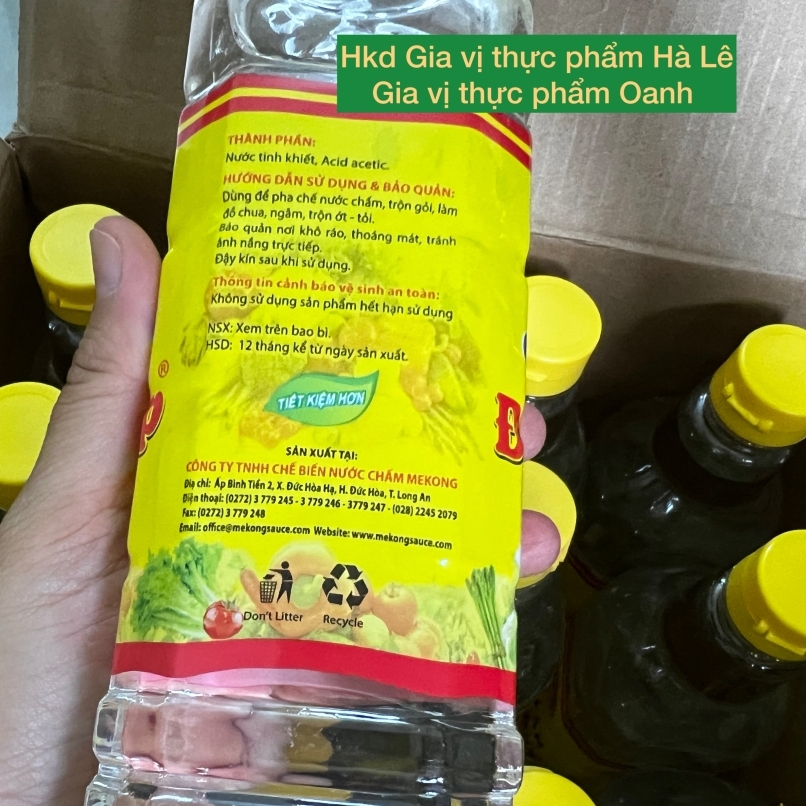 Hkd Gia vị thực phẩm Hà Lê
Gia vị thực phẩm Oanh
THÀNH PHẦN:
Nước tinh khiết, Acid acetic.
HƯỚNG DẪN SỬ DỤNG & BẢO QUẢN:
Dùng để pha chế nước chấm, trộn gỏi, làm
đồ chua, ngâm, trộn ớt - tỏi.
Bảo quản nơi khô ráo, thoáng mát, tránh
ánh nắng trực tiếp.
Đậy kín sau khi sử dụng.
Thông tin cảnh báo vệ sinh an toàn:
Không sử dụng sản phẩm hết hạn sử dụng
NSX: Xem trên bao bì.
HSD: 12 tháng kể từ ngày sản xuất.
TIẾT KIỆM HƠN
SẢN XUẤT TẠI:
CÔNG TY TNHH CHẾ BIẾN NƯỚC CHẤM MEKONG
Địa chỉ: Ấp Bình Tiền 2, X. Đức Hòa Hạ, H. Đức Hòa, T. Long An
Điện thoại: (0272) 3 779 245 - 3 779 246 - 3779 247 - (028) 2245 2079
Fax: (0272) 3 779 248
Email: office@mekongsauce.com Website: www.mekongsauce.com
Don't Litter Recycle